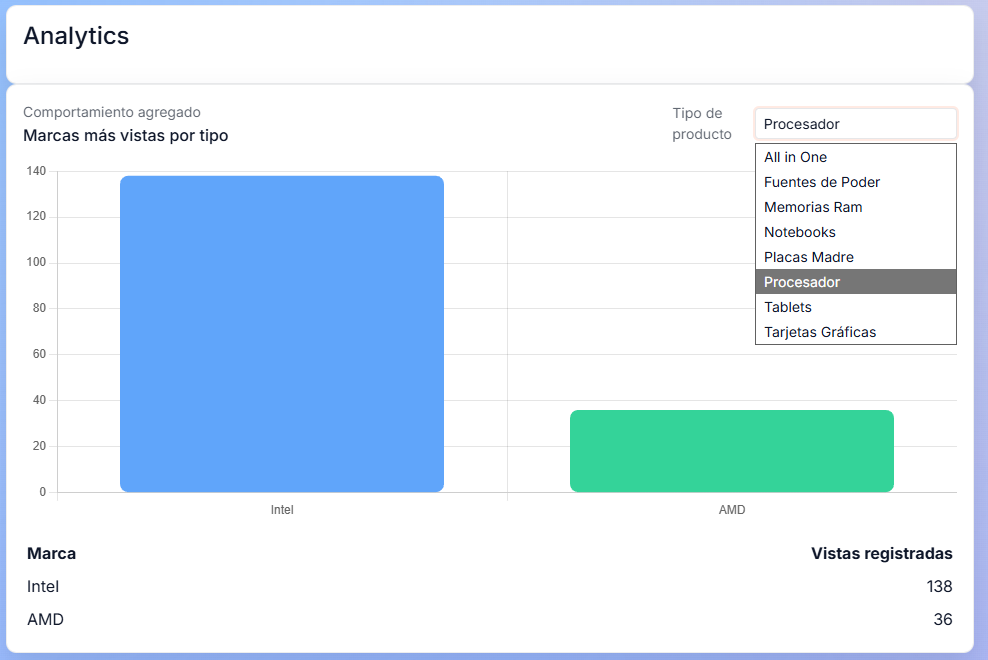 Analytics
Comportamiento agregado
Marcas más vistas por tipo
Tipo de
producto
Procesador
All in One
Fuentes de Poder
Memorias Ram
Notebooks
Placas Madre
Procesador
Tablets
Tarjetas Gráficas
140
120
100
80
60
40
20
0
Intel AMD
Marca Vistas registradas
Intel 138
AMD 36